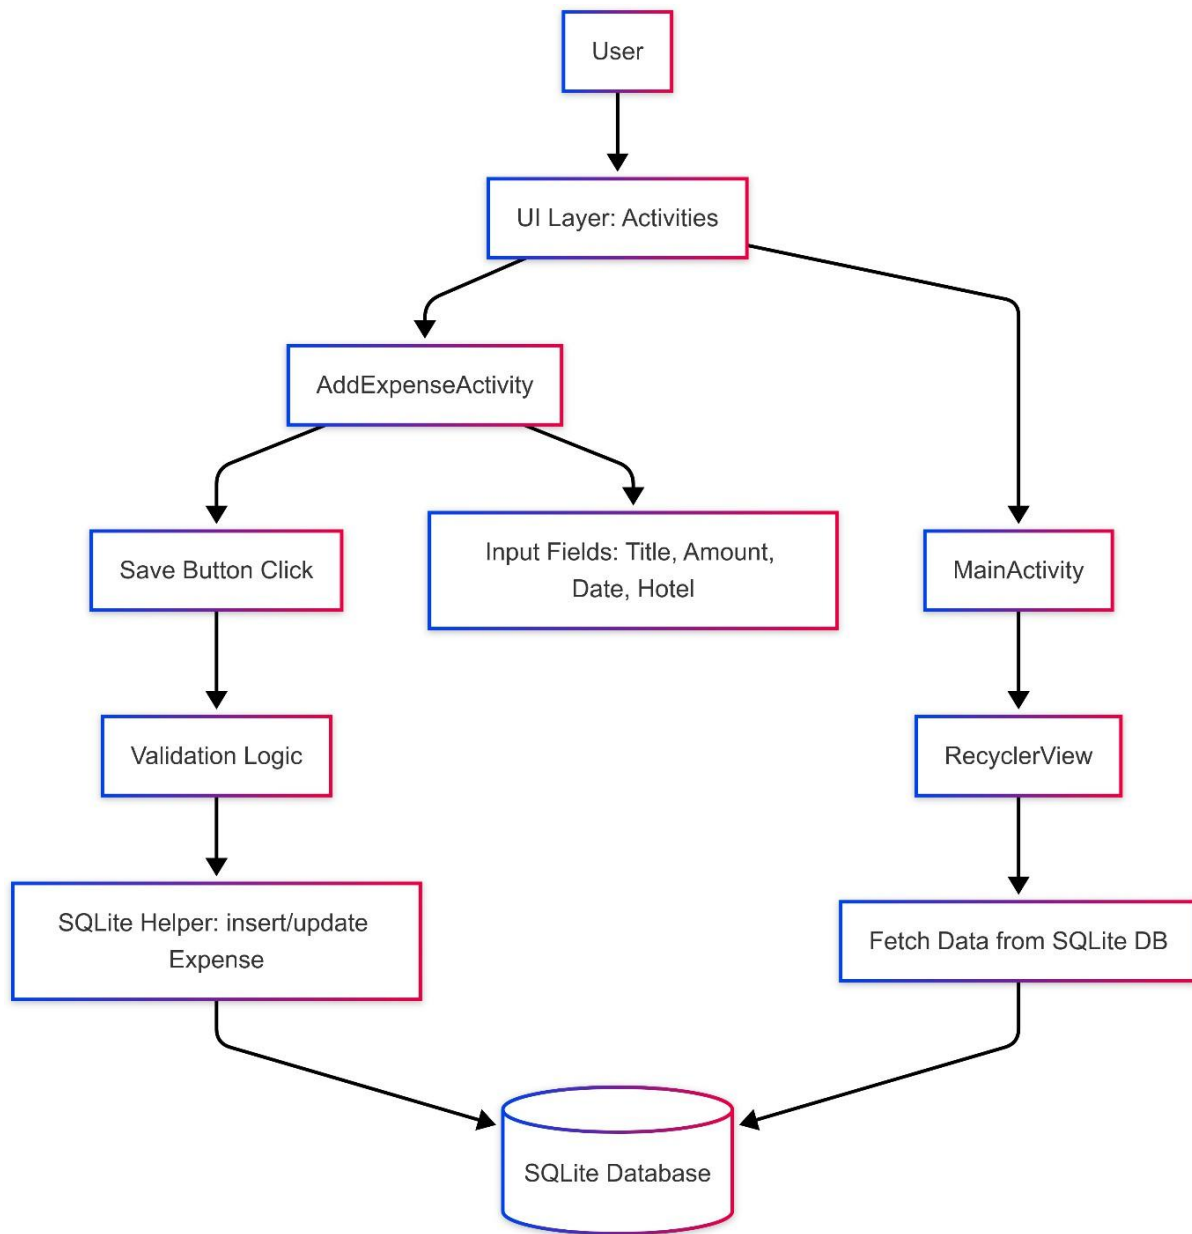 User
UI Layer: Activities
AddExpenseActivity
Save Button Click
Input Fields: Title, Amount,
Date, Hotel
MainActivity
Validation Logic
RecyclerView
SQLite Helper: insert/update
Expense
Fetch Data from SQLite DB
SQLite Database